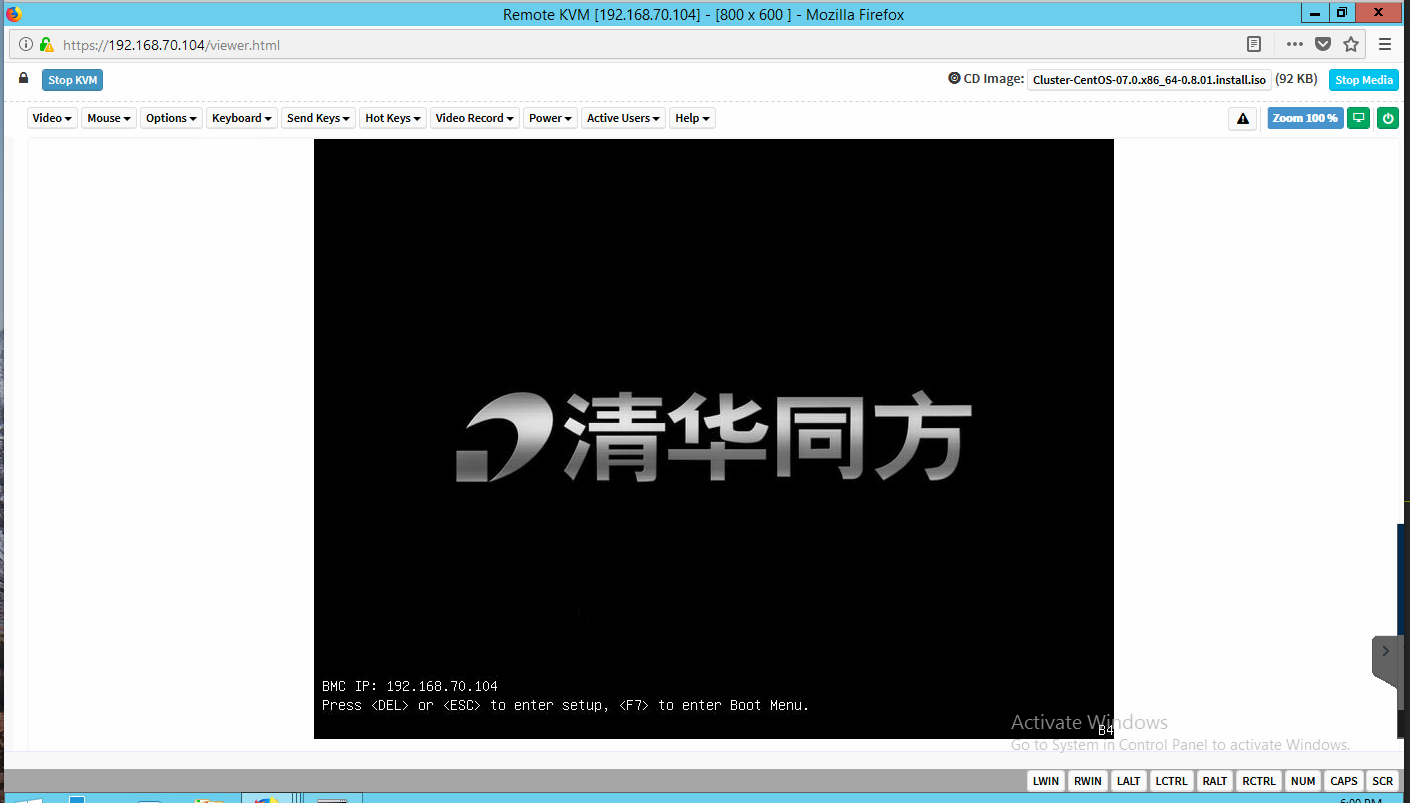 Remote KVM [192.168.70.104] - [800 x 600 ] - Mozilla Firefox
https://192.168.70.104/viewer.html
Stop KVM
CD Image: Cluster-CentOS-07.0.x86_64-0.8.01.install.iso (92 KB) Stop Media
Video Mouse Options Keyboard Send Keys Hot Keys Video Record Power Active Users Help
Zoom 100 %
清华同方
BMC IP: 192.168.70.104
Press <DEL> or <ESC> to enter setup, <F7> to enter Boot Menu.
B4
Activate Windows
Go to System in Control Panel to activate Windows.
LWIN RWIN LALT LCTRL RALT RCTRL NUM CAPS SCR